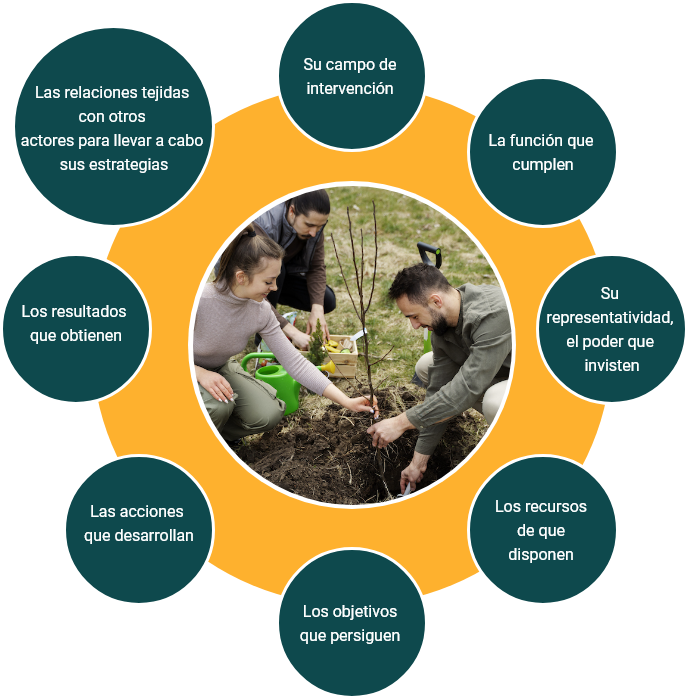 Su campo de
intervención
La función que
cumplen
Su
representatividad,
el poder que
invisten
Los recursos
de que
disponen
Los objetivos
que persiguen
Las acciones
que desarrollan
Los resultados
que obtienen
Las relaciones tejidas
con otros
actores para llevar a cabo
sus estrategias